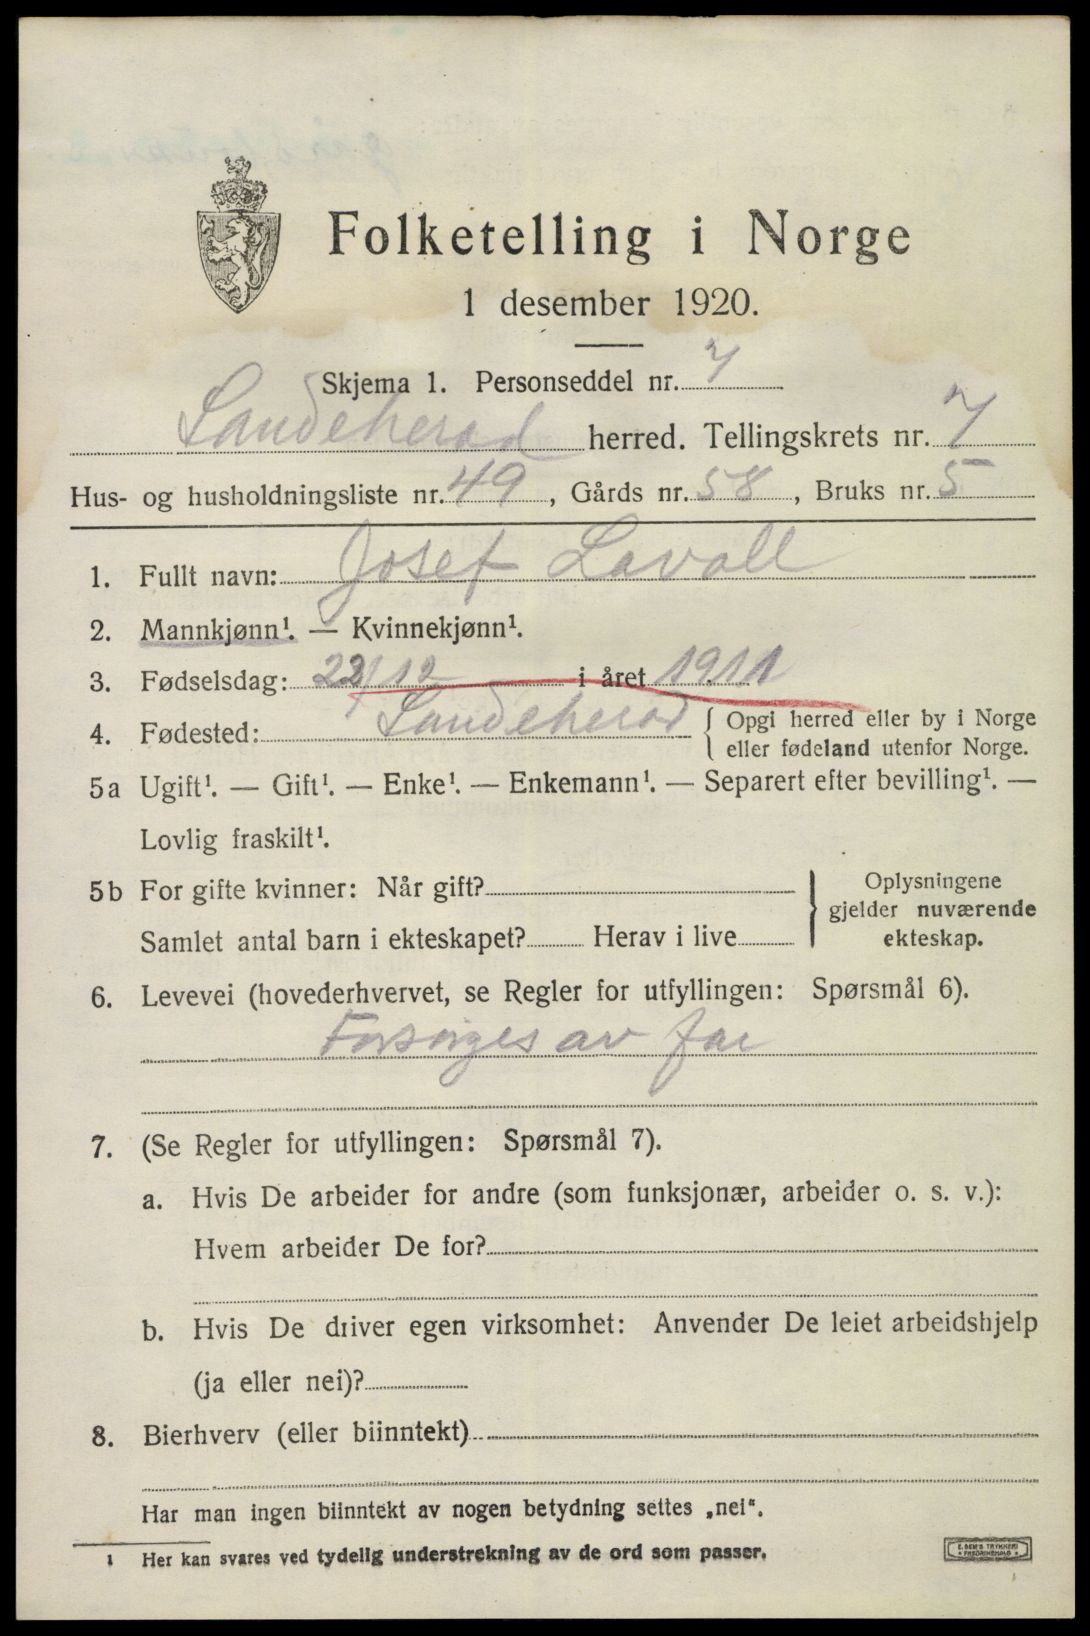 Folketelling i Norge
1 desember 1920.
Skjema 1. Personseddel nr. 7
Sandeherad herred. Tellingskrets nr. 7
Hus- og husholdningsliste nr. 49, Gårds nr. 58, Bruks nr. 5
1. Fullt navn: Josef Lavoll
2. Mannkjønn¹. — Kvinnekjønn¹.
3. Fødselsdag: 22/12 i året 1911
4. Fødested: Sandeherad { Opgi herred eller by i Norge
eller fødeland utenfor Norge.
5a Ugift¹. — Gift¹. — Enke¹. — Enkemann¹. — Separert efter bevilling¹. —
Lovlig fraskilt¹.
5b For gifte kvinner: Når gift? } Oplysningene
gjelder nuværende
Samlet antal barn i ekteskapet? Herav i live ekteskap.
6. Levevei (hovederhvervet, se Regler for utfyllingen: Spørsmål 6).
Forsørges av far
7. (Se Regler for utfyllingen: Spørsmål 7).
a. Hvis De arbeider for andre (som funksjonær, arbeider o. s. v.):
Hvem arbeider De for?
b. Hvis De driver egen virksomhet: Anvender De leiet arbeidshjelp
(ja eller nei)?
8. Bierhverv (eller biinntekt)
Har man ingen biinntekt av nogen betydning settes „nei“.
1 Her kan svares ved tydelig understrekning av de ord som passer.
E. SEM'S TRYKKERI
FREDRIKSHALD